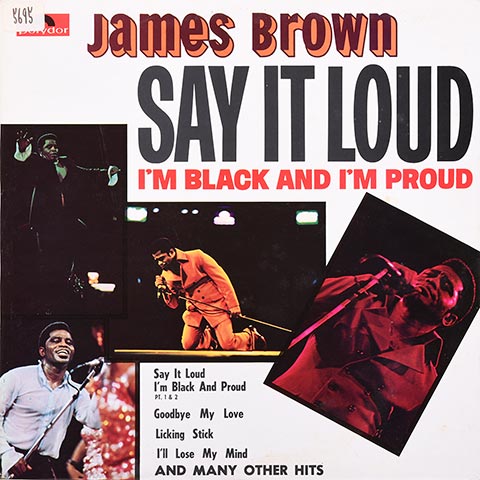 5695
polydor
James Brown
SAY IT LOUD
I'M BLACK AND I'M PROUD
Say It Loud
I'm Black And Proud
PT. 1 & 2
Goodbye My Love
Licking Stick
I'll Lose My Mind
AND MANY OTHER HITS